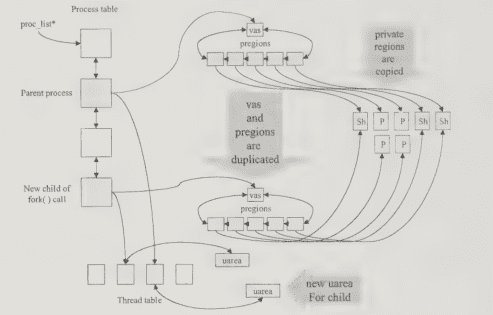 Process table
proc_list*
Parent process
New child of
fork( ) call
vas
pregions
private
regions
are
copied
Sh P P Sh Sh
P P
vas
and
pregions
are
duplicated
vas
pregions
uarea
uarea
new uarea
For child
Thread table